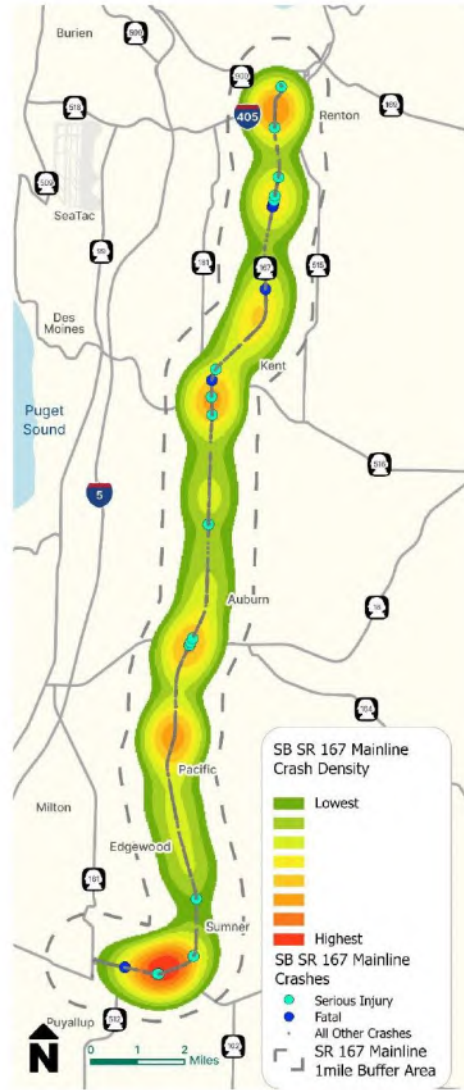 Burien
509
900
518
405
169
Renton
509
SeaTac
99
181
167
515
Des
Moines
Kent
Puget
Sound
516
5
Auburn
18
164
SB SR 167 Mainline
Crash Density
Lowest
Highest
Pacific
Milton
Edgewood
161
Sumner
SB SR 167 Mainline
Crashes
Serious Injury
Fatal
All Other Crashes
SR 167 Mainline
1mile Buffer Area
512
Puyallup
162
N
0 1 2
Miles